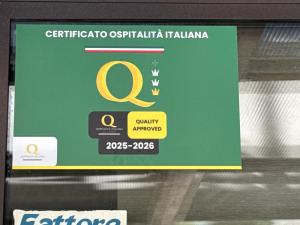 CERTIFICATO OSPITALITÀ ITALIANA
Q
Q
QUALITY
APPROVED
2025-2026
Q
Fattore